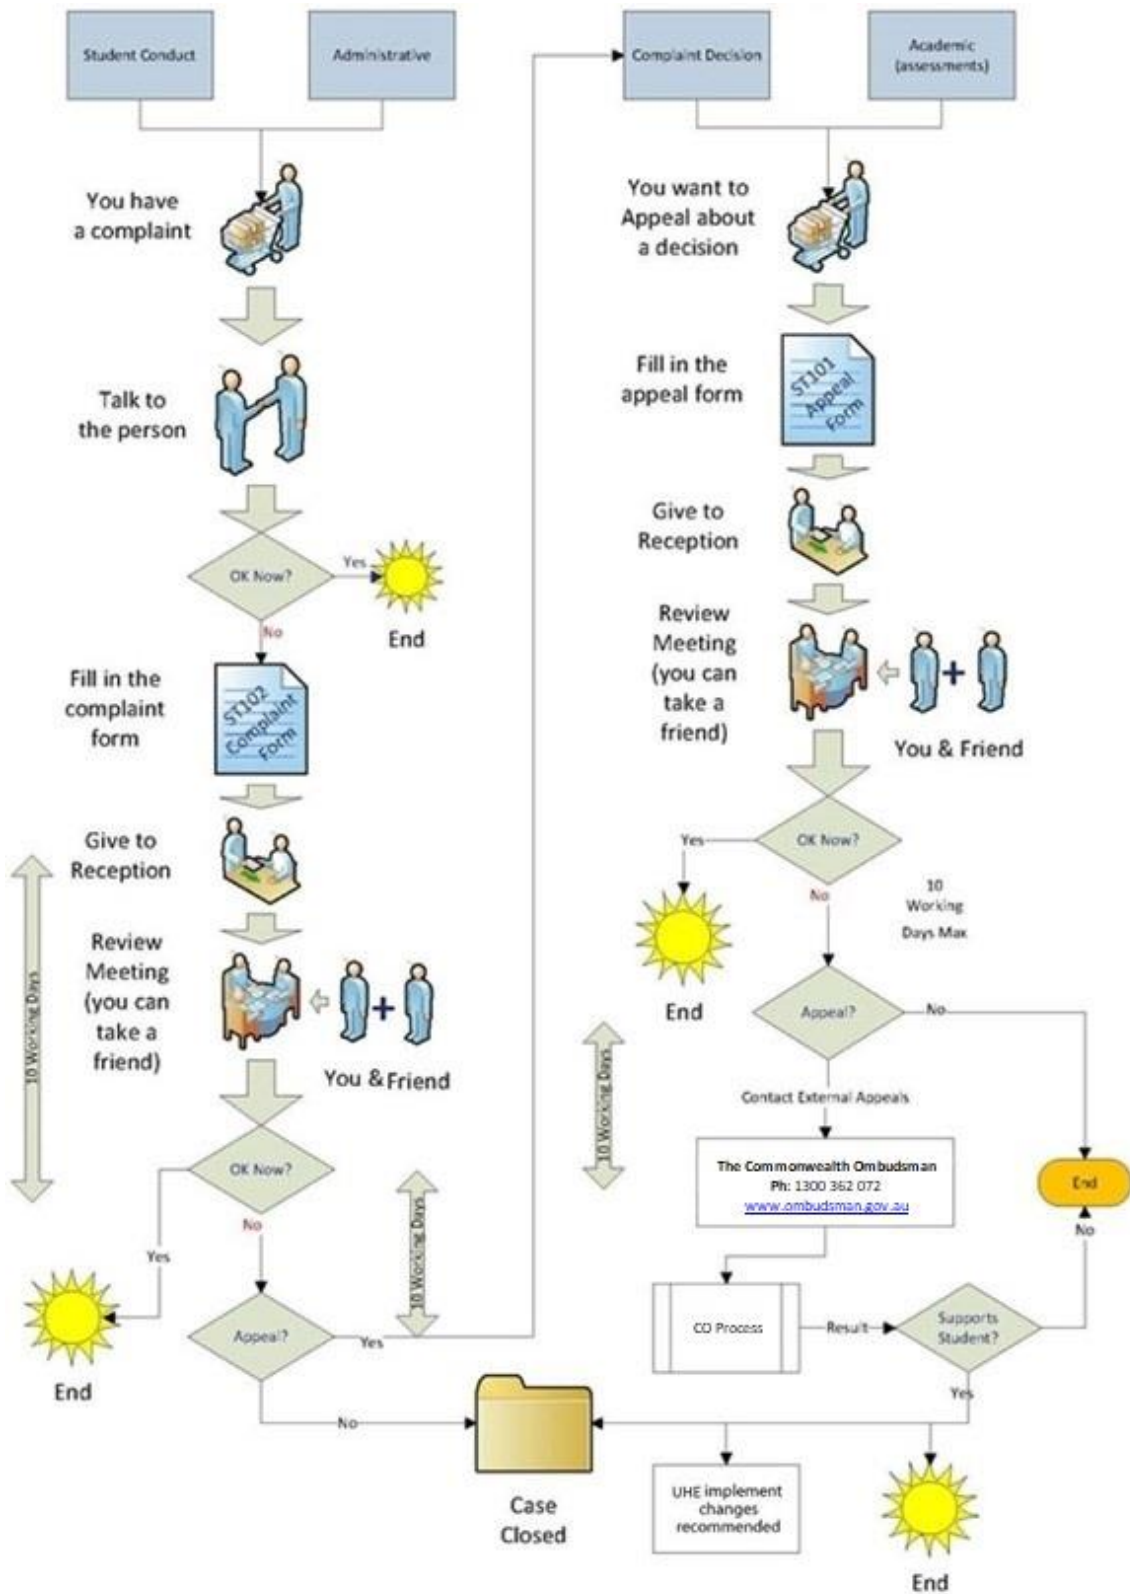 Student Conduct
Administrative
Complaint Decision
Academic
(assessments)
You have
a complaint
Talk to
the person
OK Now?
Yes
End
No
Fill in the
complaint
form
ST102
Complaint
Form
Give to
Reception
10 Working Days
Review
Meeting
(you can
take a
friend)
You & Friend
OK Now?
No
Yes
End
10 Working Days
Appeal?
Yes
No
Case
Closed
You want to
Appeal about
a decision
Fill in the
appeal form
ST101
Appeal
Form
Give to
Reception
Review
Meeting
(you can
take a
friend)
You & Friend
OK Now?
Yes
End
No
10
Working
Days Max
10 Working Days
Appeal?
No
Contact External Appeals
The Commonwealth Ombudsman
Ph: 1300 362 072
www.ombudsman.gov.au
End
No
CO Process
Result
Supports
Student?
Yes
UHE implement
changes
recommended
End